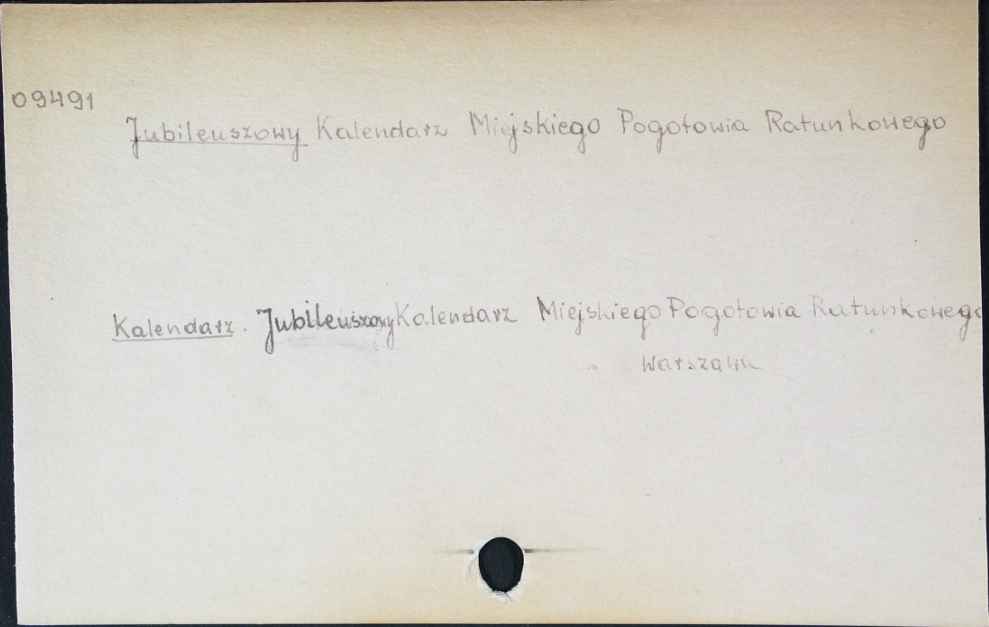 09491
Jubileuszowy Kalendarz Miejskiego Pogotowia Ratunkowego
Kalendarz. Jubileuszowy Kalendarz Miejskiego Pogotowia Ratunkowego
Warszawa